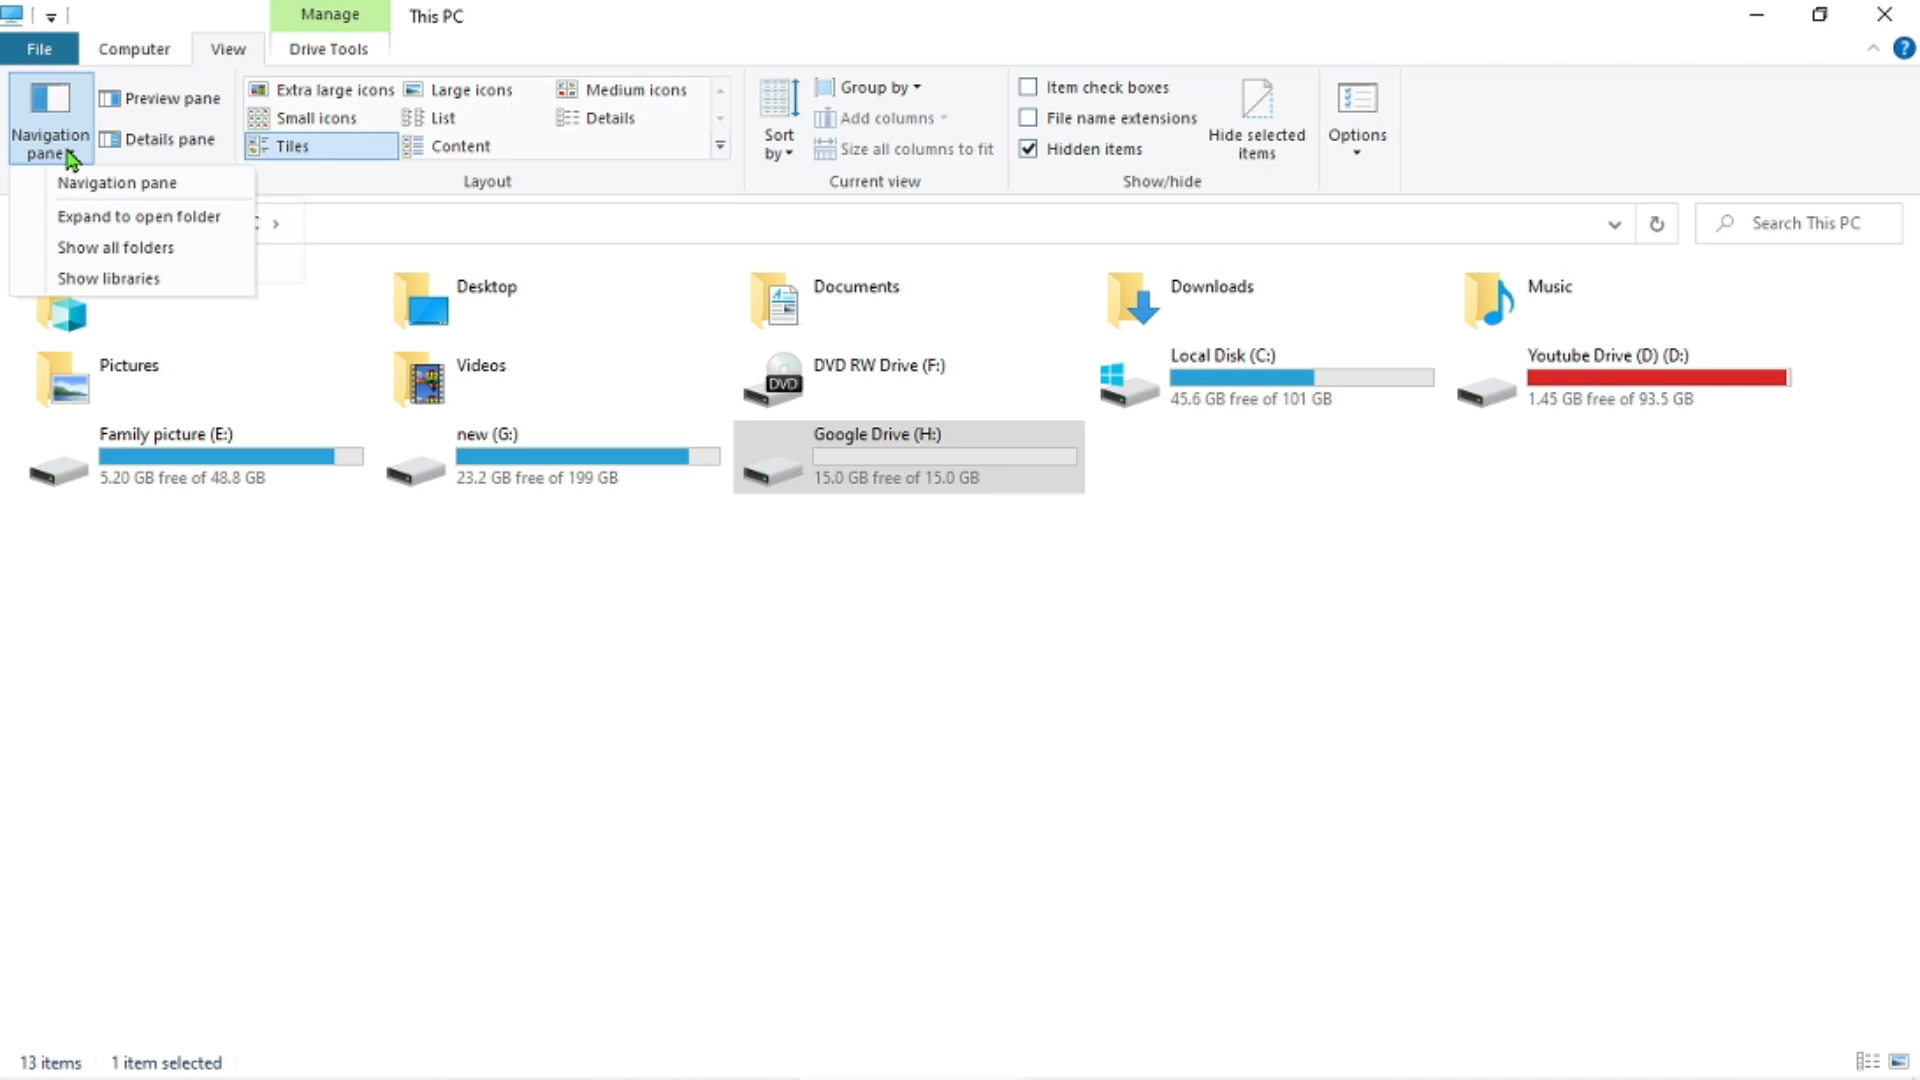 Manage
This PC
File
Computer
View
Drive Tools
Navigation
pane
Preview pane
Details pane
Extra large icons
Large icons
Medium icons
Small icons
List
Details
Tiles
Content
Layout
Sort
by
Group by
Add columns
Size all columns to fit
Current view
Item check boxes
File name extensions
Hidden items
Hide selected
items
Show/hide
Options
Navigation pane
Expand to open folder
Show all folders
Show libraries
Search This PC
Desktop
Documents
Downloads
Music
Pictures
Videos
DVD RW Drive (F:)
DVD
Local Disk (C:)
45.6 GB free of 101 GB
Youtube Drive (D) (D:)
1.45 GB free of 93.5 GB
Family picture (E:)
5.20 GB free of 48.8 GB
new (G:)
23.2 GB free of 199 GB
Google Drive (H:)
15.0 GB free of 15.0 GB
13 items
1 item selected